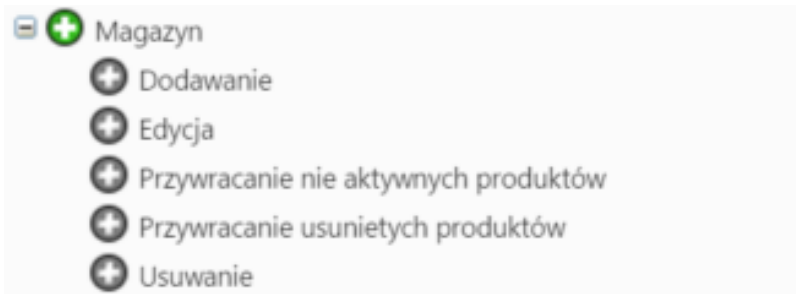 Magazyn
Dodawanie
Edycja
Przywracanie nie aktywnych produktów
Przywracanie usunietych produktów
Usuwanie